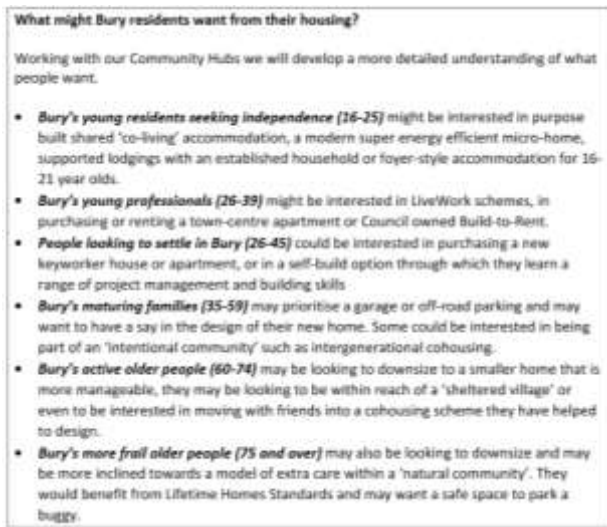 What might Bury residents want from their housing?
Working with our Community Hubs we will develop a more detailed understanding of what
people want.
• Bury's young residents seeking independence (16-25) might be interested in purpose
built shared 'co-living' accommodation, a modern super energy efficient micro-home,
supported lodgings with an established household or foyer-style accommodation for 16-
21 year olds.
• Bury's young professionals (26-39) might be interested in LiveWork schemes, in
purchasing or renting a town-centre apartment or Council owned Build-to-Rent.
• People looking to settle in Bury (26-45) could be interested in purchasing a new
keyworker house or apartment, or in a self-build option through which they learn a
range of project management and building skills
• Bury's maturing families (35-59) may prioritise a garage or off-road parking and may
want to have a say in the design of their new home. Some could be interested in being
part of an 'intentional community' such as intergenerational cohousing.
• Bury's active older people (60-74) may be looking to downsize to a smaller home that is
more manageable, they may be looking to be within reach of a 'sheltered village' or
even to be interested in moving with friends into a cohousing scheme they have helped
to design.
• Bury's more frail older people (75 and over) may also be looking to downsize and may
be more inclined towards a model of extra care within a 'natural community'. They
would benefit from Lifetime Homes Standards and may want a safe space to park a
buggy.